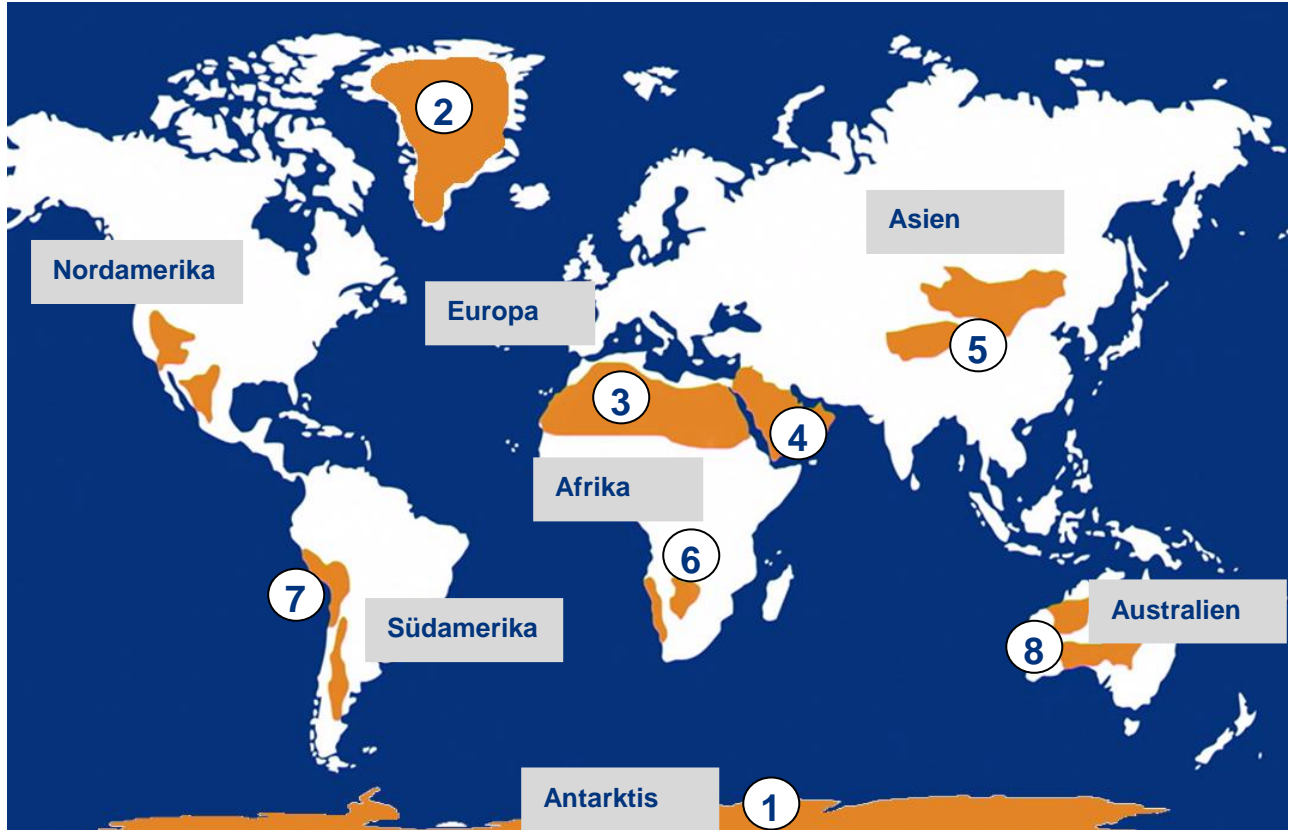 2
Asien
Nordamerika
Europa
5
3
4
Afrika
6
7
Südamerika
Australien
8
Antarktis
1